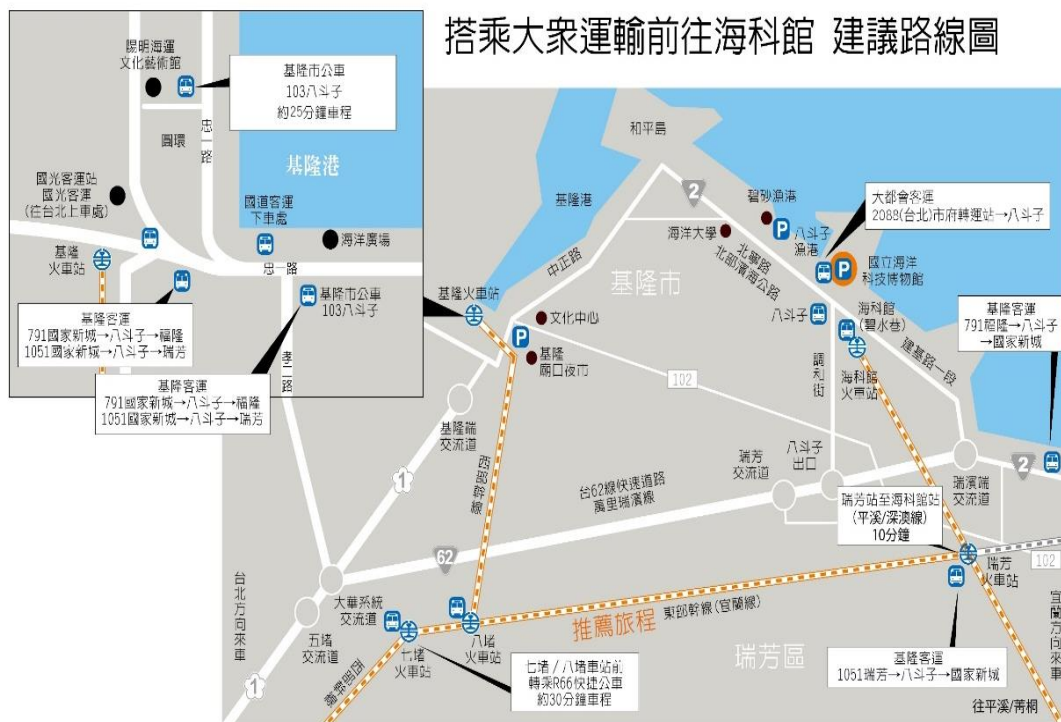 搭乘大眾運輸前往海科館 建議路線圖
陽明海運
文化藝術館
基隆市公車
103八斗子
約25分鐘車程
圓環
忠一路
基隆港
國光客運站
國光客運
(往台北上車處)
國道客運
下車處
海洋廣場
基隆
火車站
忠一路
基隆市公車
103八斗子
基隆客運
791國家新城→八斗子→福隆
1051國家新城→八斗子→瑞芳
基隆客運
791國家新城→八斗子→福隆
1051國家新城→八斗子→瑞芳
孝二路
和平島
基隆港
2
碧砂漁港
八斗子
漁港
海洋大學
北寧路
北部濱海公路
大都會客運
2088(台北)市府轉運站→八斗子
國立海洋
科技博物館
中正路
基隆市
基隆火車站
文化中心
基隆
廟口夜市
八斗子
海科館
(碧水巷)
基隆客運
791福隆→八斗子
→國家新城
調和街
海科館
火車站
建基路一段
102
基隆端
交流道
1
西部幹線
台62線快速道路
萬里瑞濱線
瑞芳
交流道
八斗子
出口
瑞濱端
交流道
2
瑞芳站至海科館站
(平溪/深澳線)
10分鐘
62
瑞芳
火車站
102
台北方向來車
大華系統
交流道
五堵
交流道
七堵
火車站
八堵
火車站
推薦旅程
東部幹線(宜蘭線)
瑞芳區
宜蘭方向來車
1
西部幹線
七堵/八堵車站前
轉乘R66快捷公車
約30分鐘車程
基隆客運
1051瑞芳→八斗子→國家新城
往平溪/菁桐